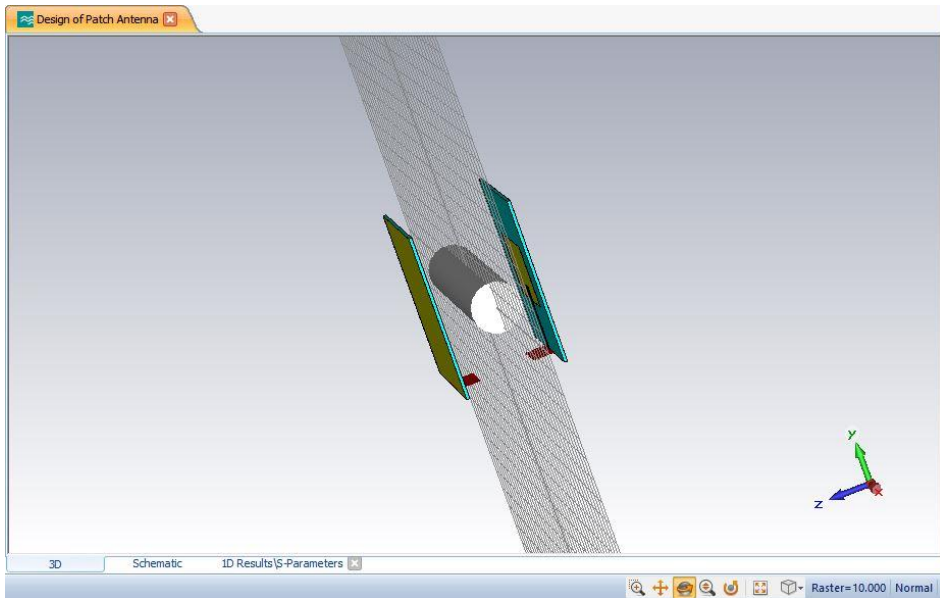 Design of Patch Antenna
y
z
x
3D Schematic 1D Results\S-Parameters
Raster=10.000 Normal